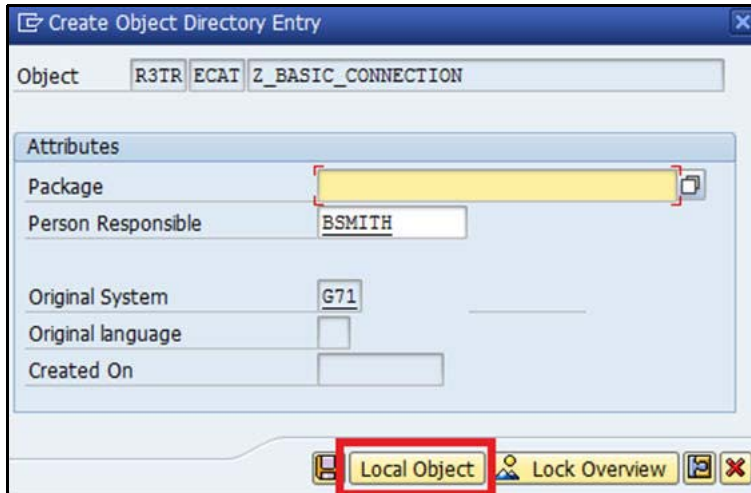 Create Object Directory Entry
Object R3TR ECAT Z_BASIC_CONNECTION
Attributes
Package
Person Responsible BSMITH
Original System G71
Original language
Created On
Local Object Lock Overview